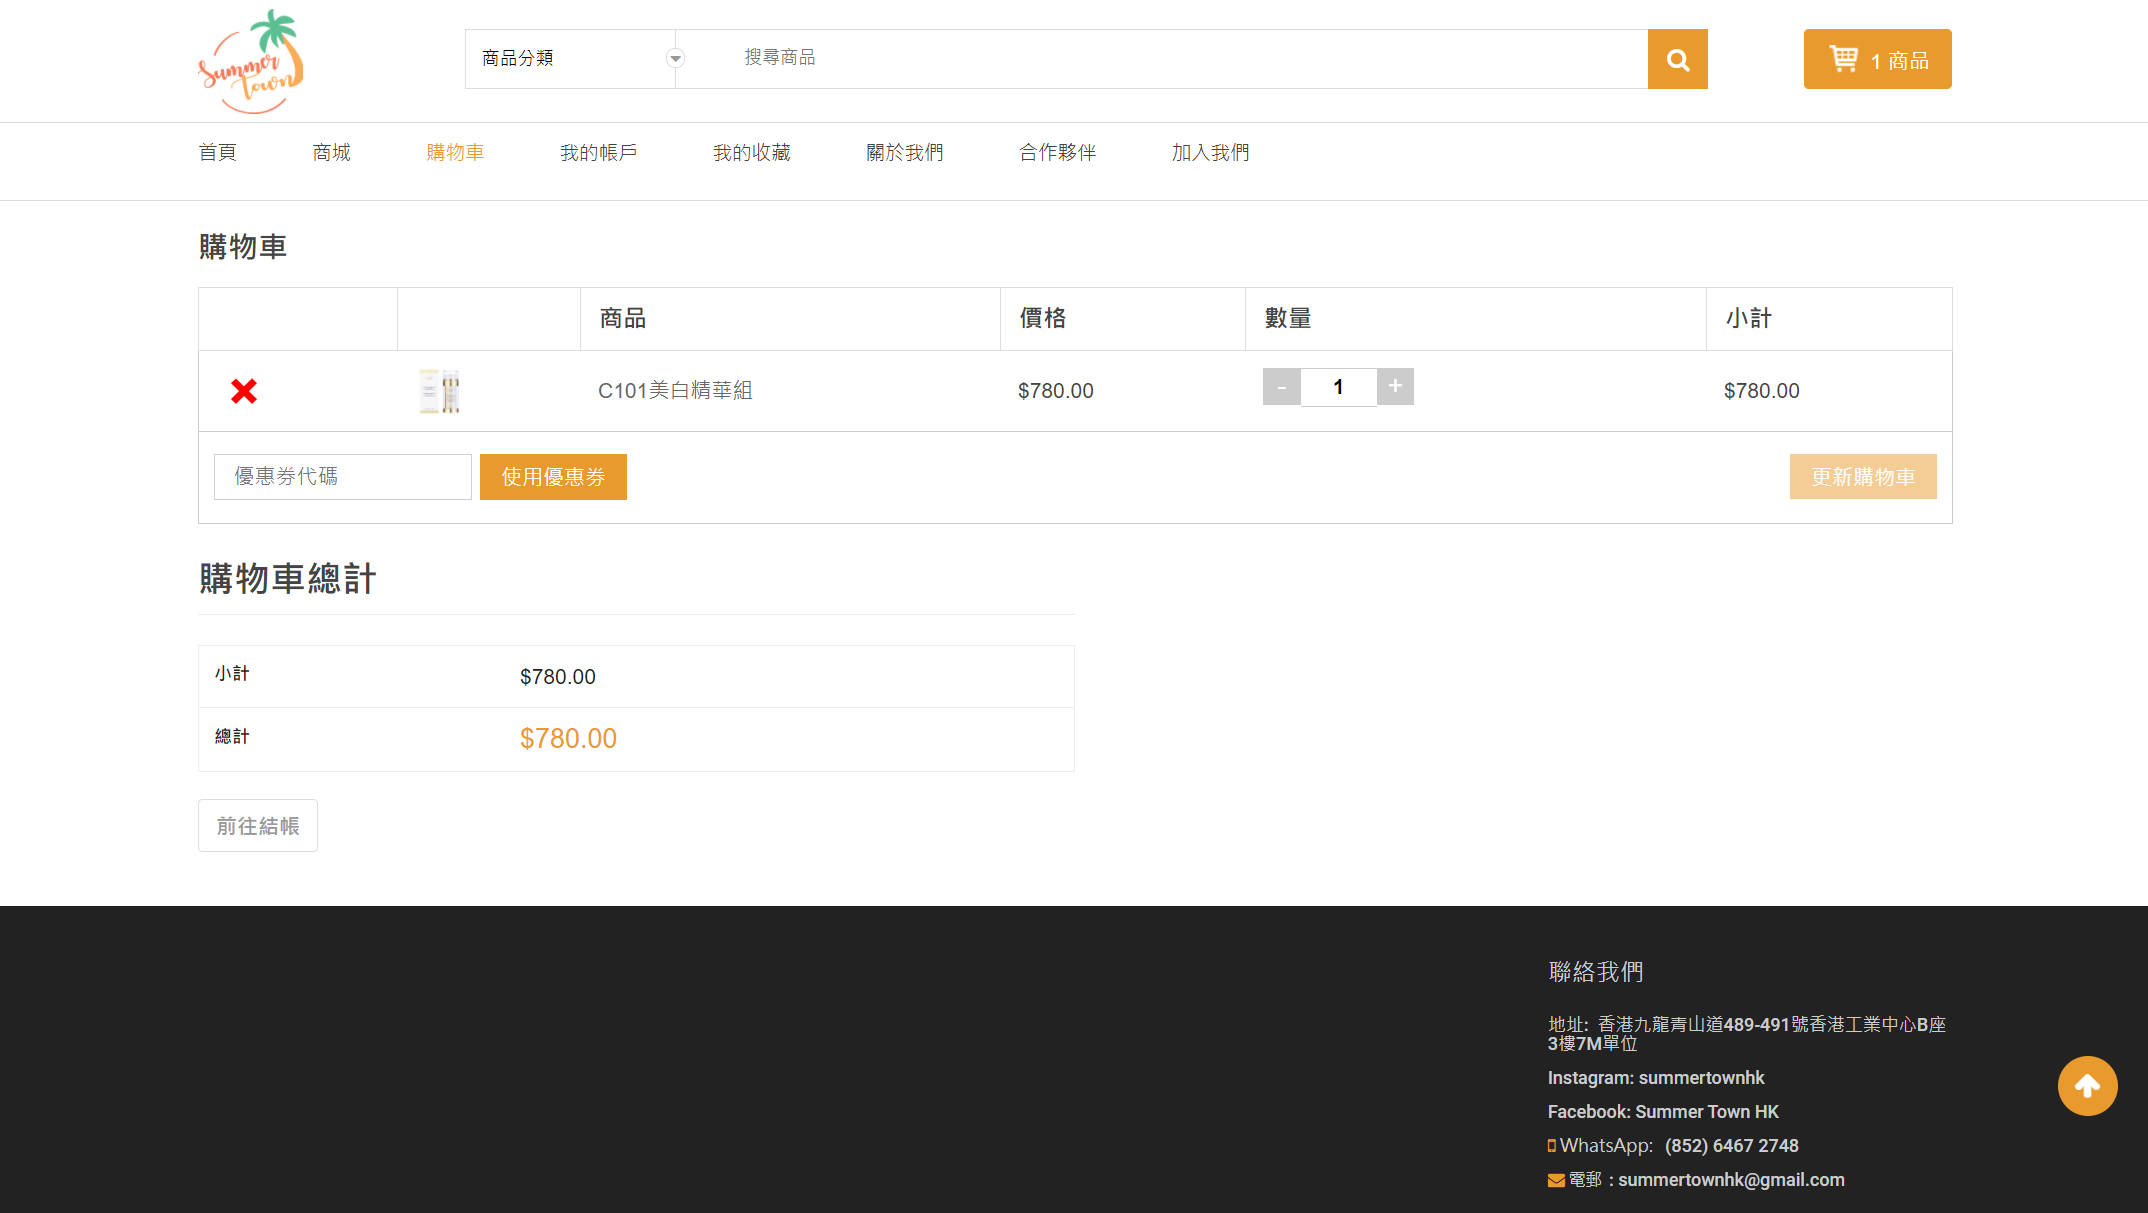 Summer Town
商品分類
搜尋商品
1 商品
首頁 商城 購物車 我的帳戶 我的收藏 關於我們 合作夥伴 加入我們
購物車
商品 價格 數量 小計
C101美白精華組 $780.00 - 1 + $780.00
優惠券代碼 使用優惠券 更新購物車
購物車總計
小計 $780.00
總計 $780.00
前往結帳
聯絡我們
地址: 香港九龍青山道489-491號香港工業中心B座
3樓7M單位
Instagram: summertownhk
Facebook: Summer Town HK
WhatsApp: (852) 6467 2748
電郵 : summertownhk@gmail.com